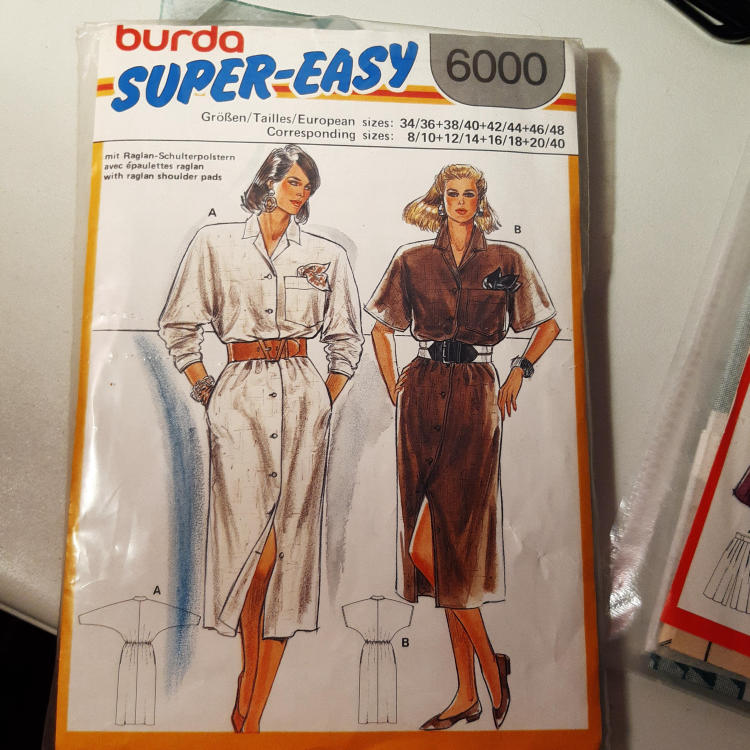 burda
SUPER-EASY
6000
Größen/Tailles/European sizes: 34/36+38/40+42/44+46/48
Corresponding sizes: 8/10+12/14+16/18+20/40
mit Raglan-Schulterpolstern
avec épaulettes raglan
with raglan shoulder pads
A
B
A
B